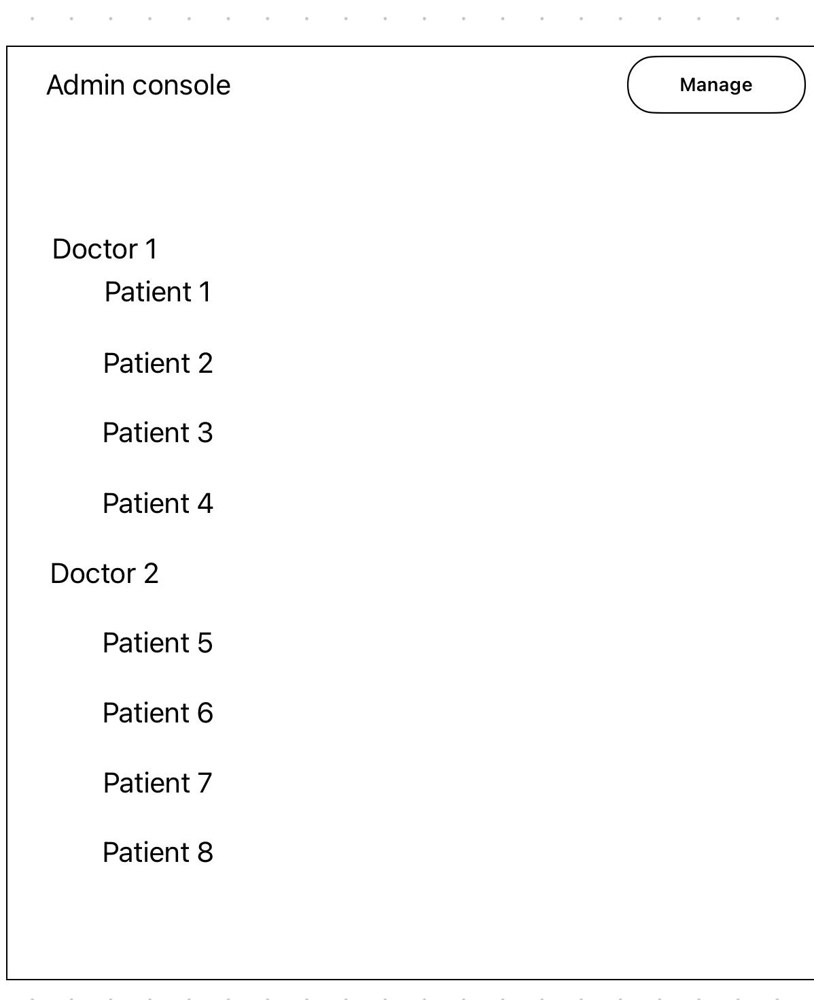 Admin console
Manage
Doctor 1
Patient 1
Patient 2
Patient 3
Patient 4
Doctor 2
Patient 5
Patient 6
Patient 7
Patient 8